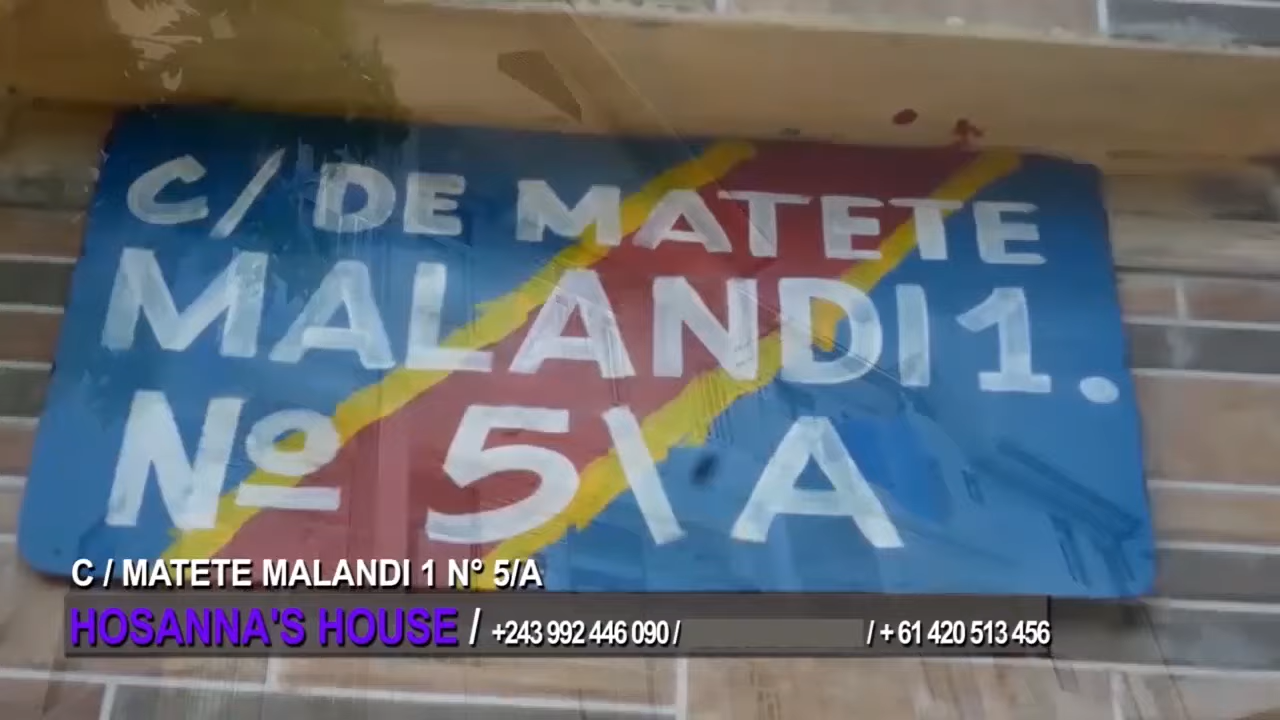 C/ DE MATETE
MALANDI 1.
Nº 5\ A
C / MATETE MALANDI 1 N° 5/A
HOSANNA'S HOUSE / +243 992 446 090 / / + 61 420 513 456